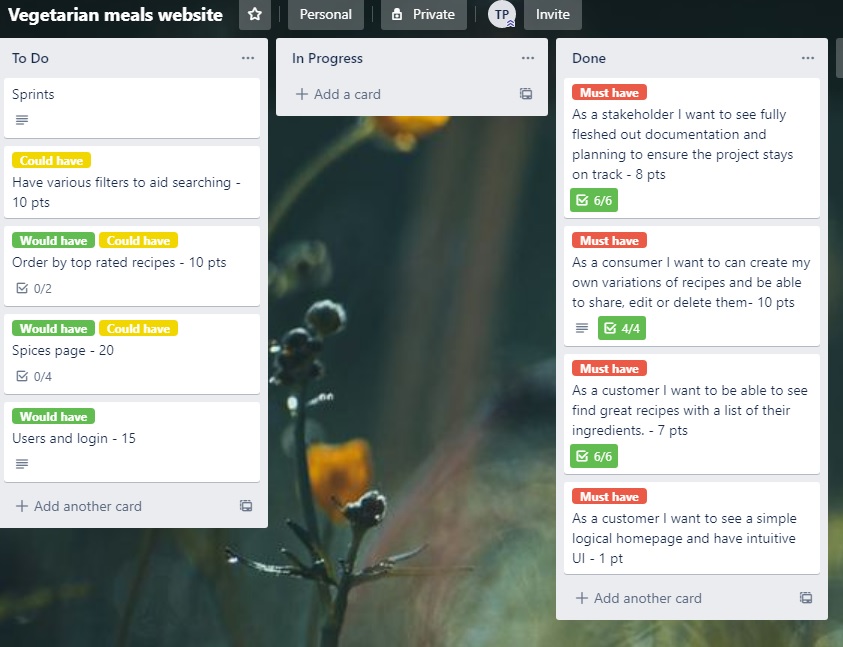 Vegetarian meals website
Personal
Private
TP
Invite
To Do
Sprints
Could have
Have various filters to aid searching -
10 pts
Would have Could have
Order by top rated recipes - 10 pts
0/2
Would have Could have
Spices page - 20
0/4
Would have
Users and login - 15
+ Add another card
In Progress
+ Add a card
Done
Must have
As a stakeholder I want to see fully
fleshed out documentation and
planning to ensure the project stays
on track - 8 pts
6/6
Must have
As a consumer I want to can create my
own variations of recipes and be able
to share, edit or delete them- 10 pts
4/4
Must have
As a customer I want to be able to see
find great recipes with a list of their
ingredients. - 7 pts
6/6
Must have
As a customer I want to see a simple
logical homepage and have intuitive
UI - 1 pt
+ Add another card